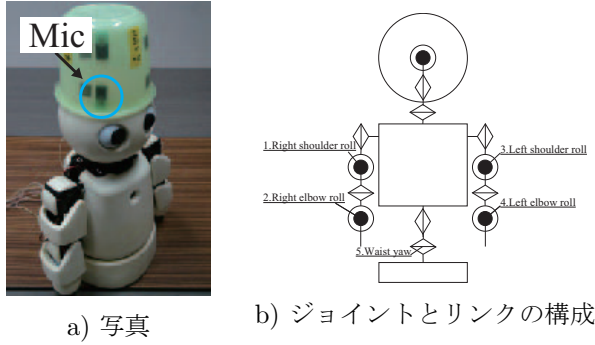 Mic
1.Right shoulder roll
3.Left shoulder roll
2.Right elbow roll
4.Left elbow roll
5.Waist yaw
a) 写真
b) ジョイントとリンクの構成